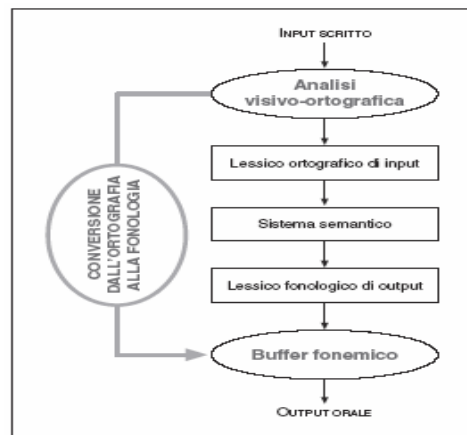 INPUT SCRITTO
Analisi
visivo-ortografica
Lessico ortografico di input
CONVERSIONE
DALL'ORTOGRAFIA
ALLA FONOLOGIA
Sistema semantico
Lessico fonologico di output
Buffer fonemico
OUTPUT ORALE